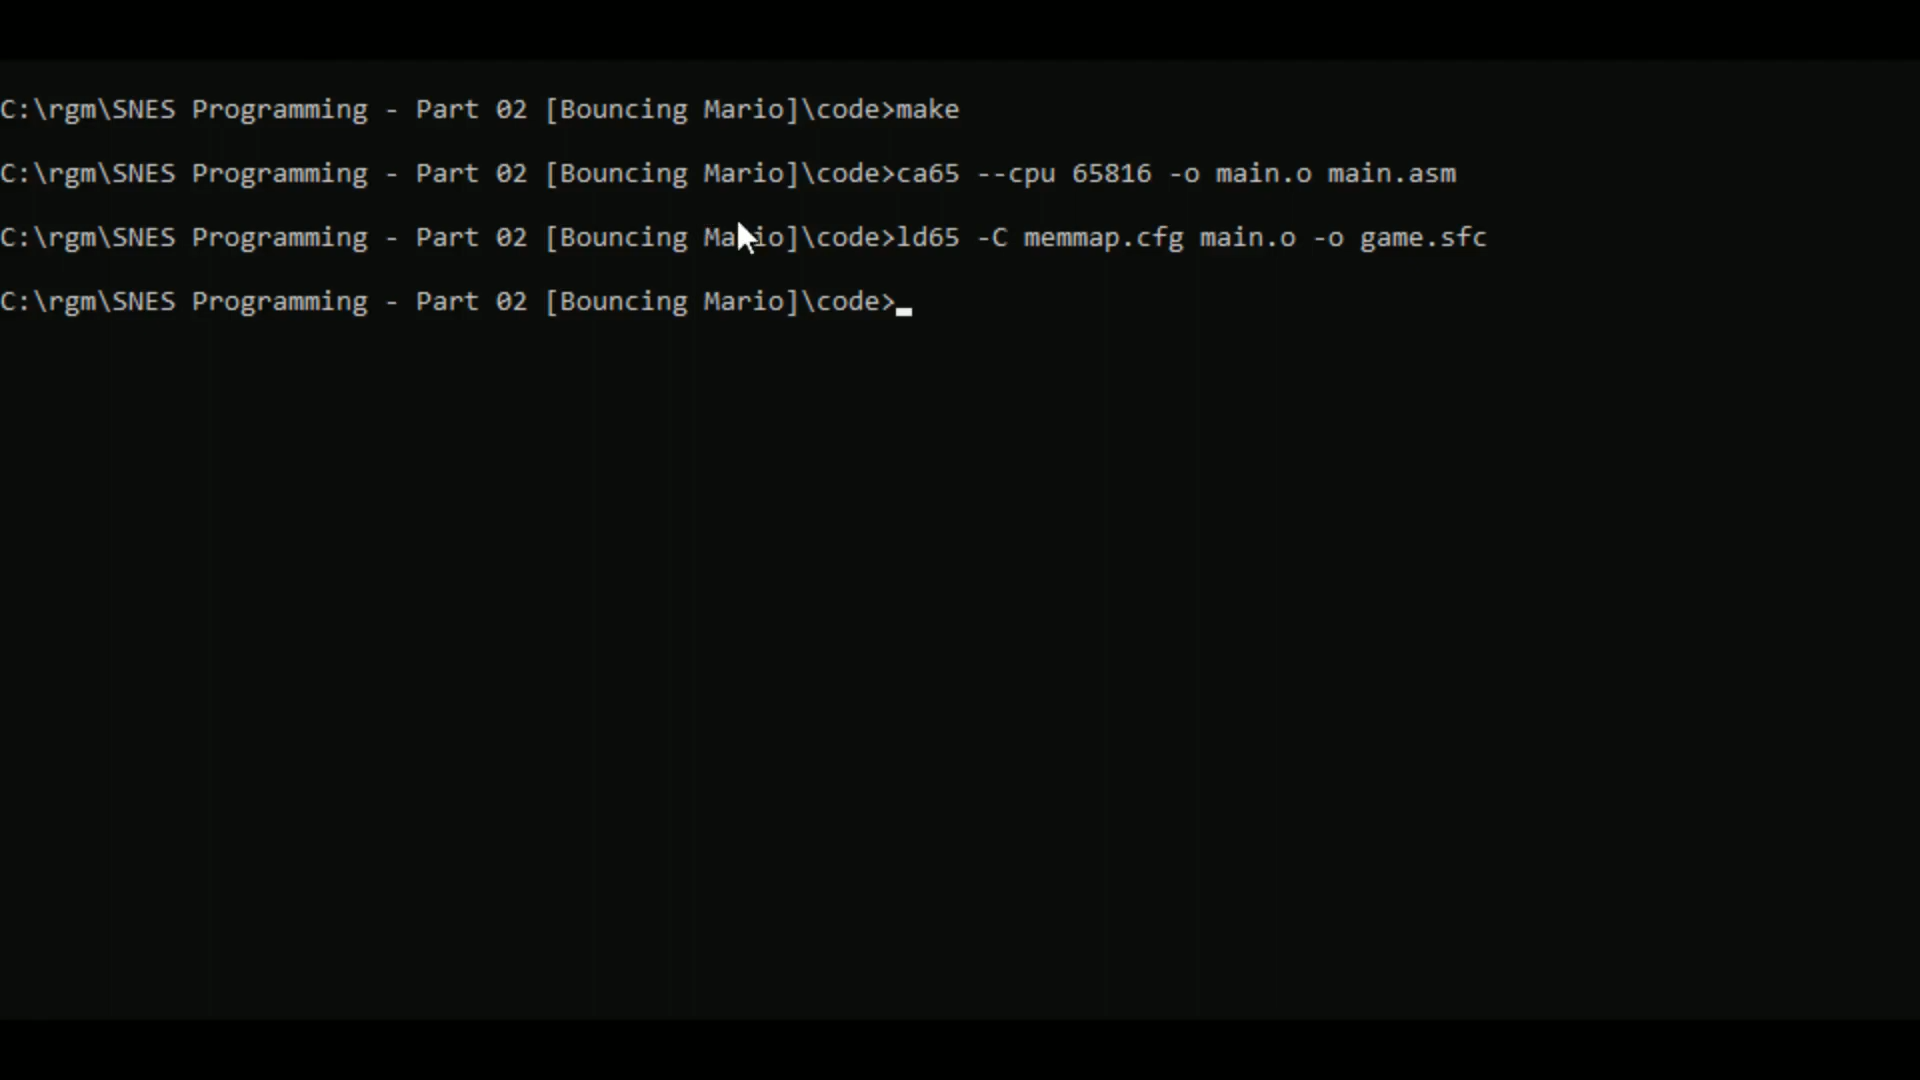 C:\rgm\SNES Programming - Part 02 [Bouncing Mario]\code>make
C:\rgm\SNES Programming - Part 02 [Bouncing Mario]\code>ca65 --cpu 65816 -o main.o main.asm
C:\rgm\SNES Programming - Part 02 [Bouncing Mario]\code>ld65 -C memmap.cfg main.o -o game.sfc
C:\rgm\SNES Programming - Part 02 [Bouncing Mario]\code>